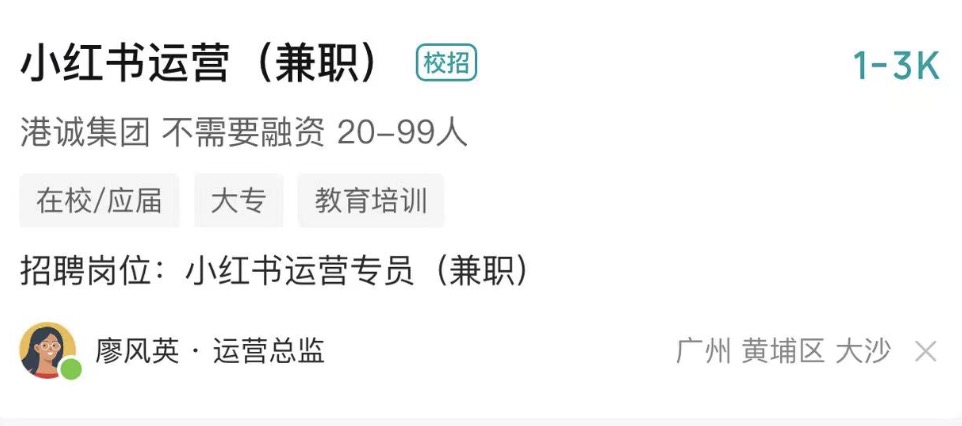 小红书运营（兼职） 校招 1-3K
港诚集团 不需要融资 20-99人
在校/应届 大专 教育培训
招聘岗位：小红书运营专员（兼职）
廖风英 · 运营总监 广州 黄埔区 大沙